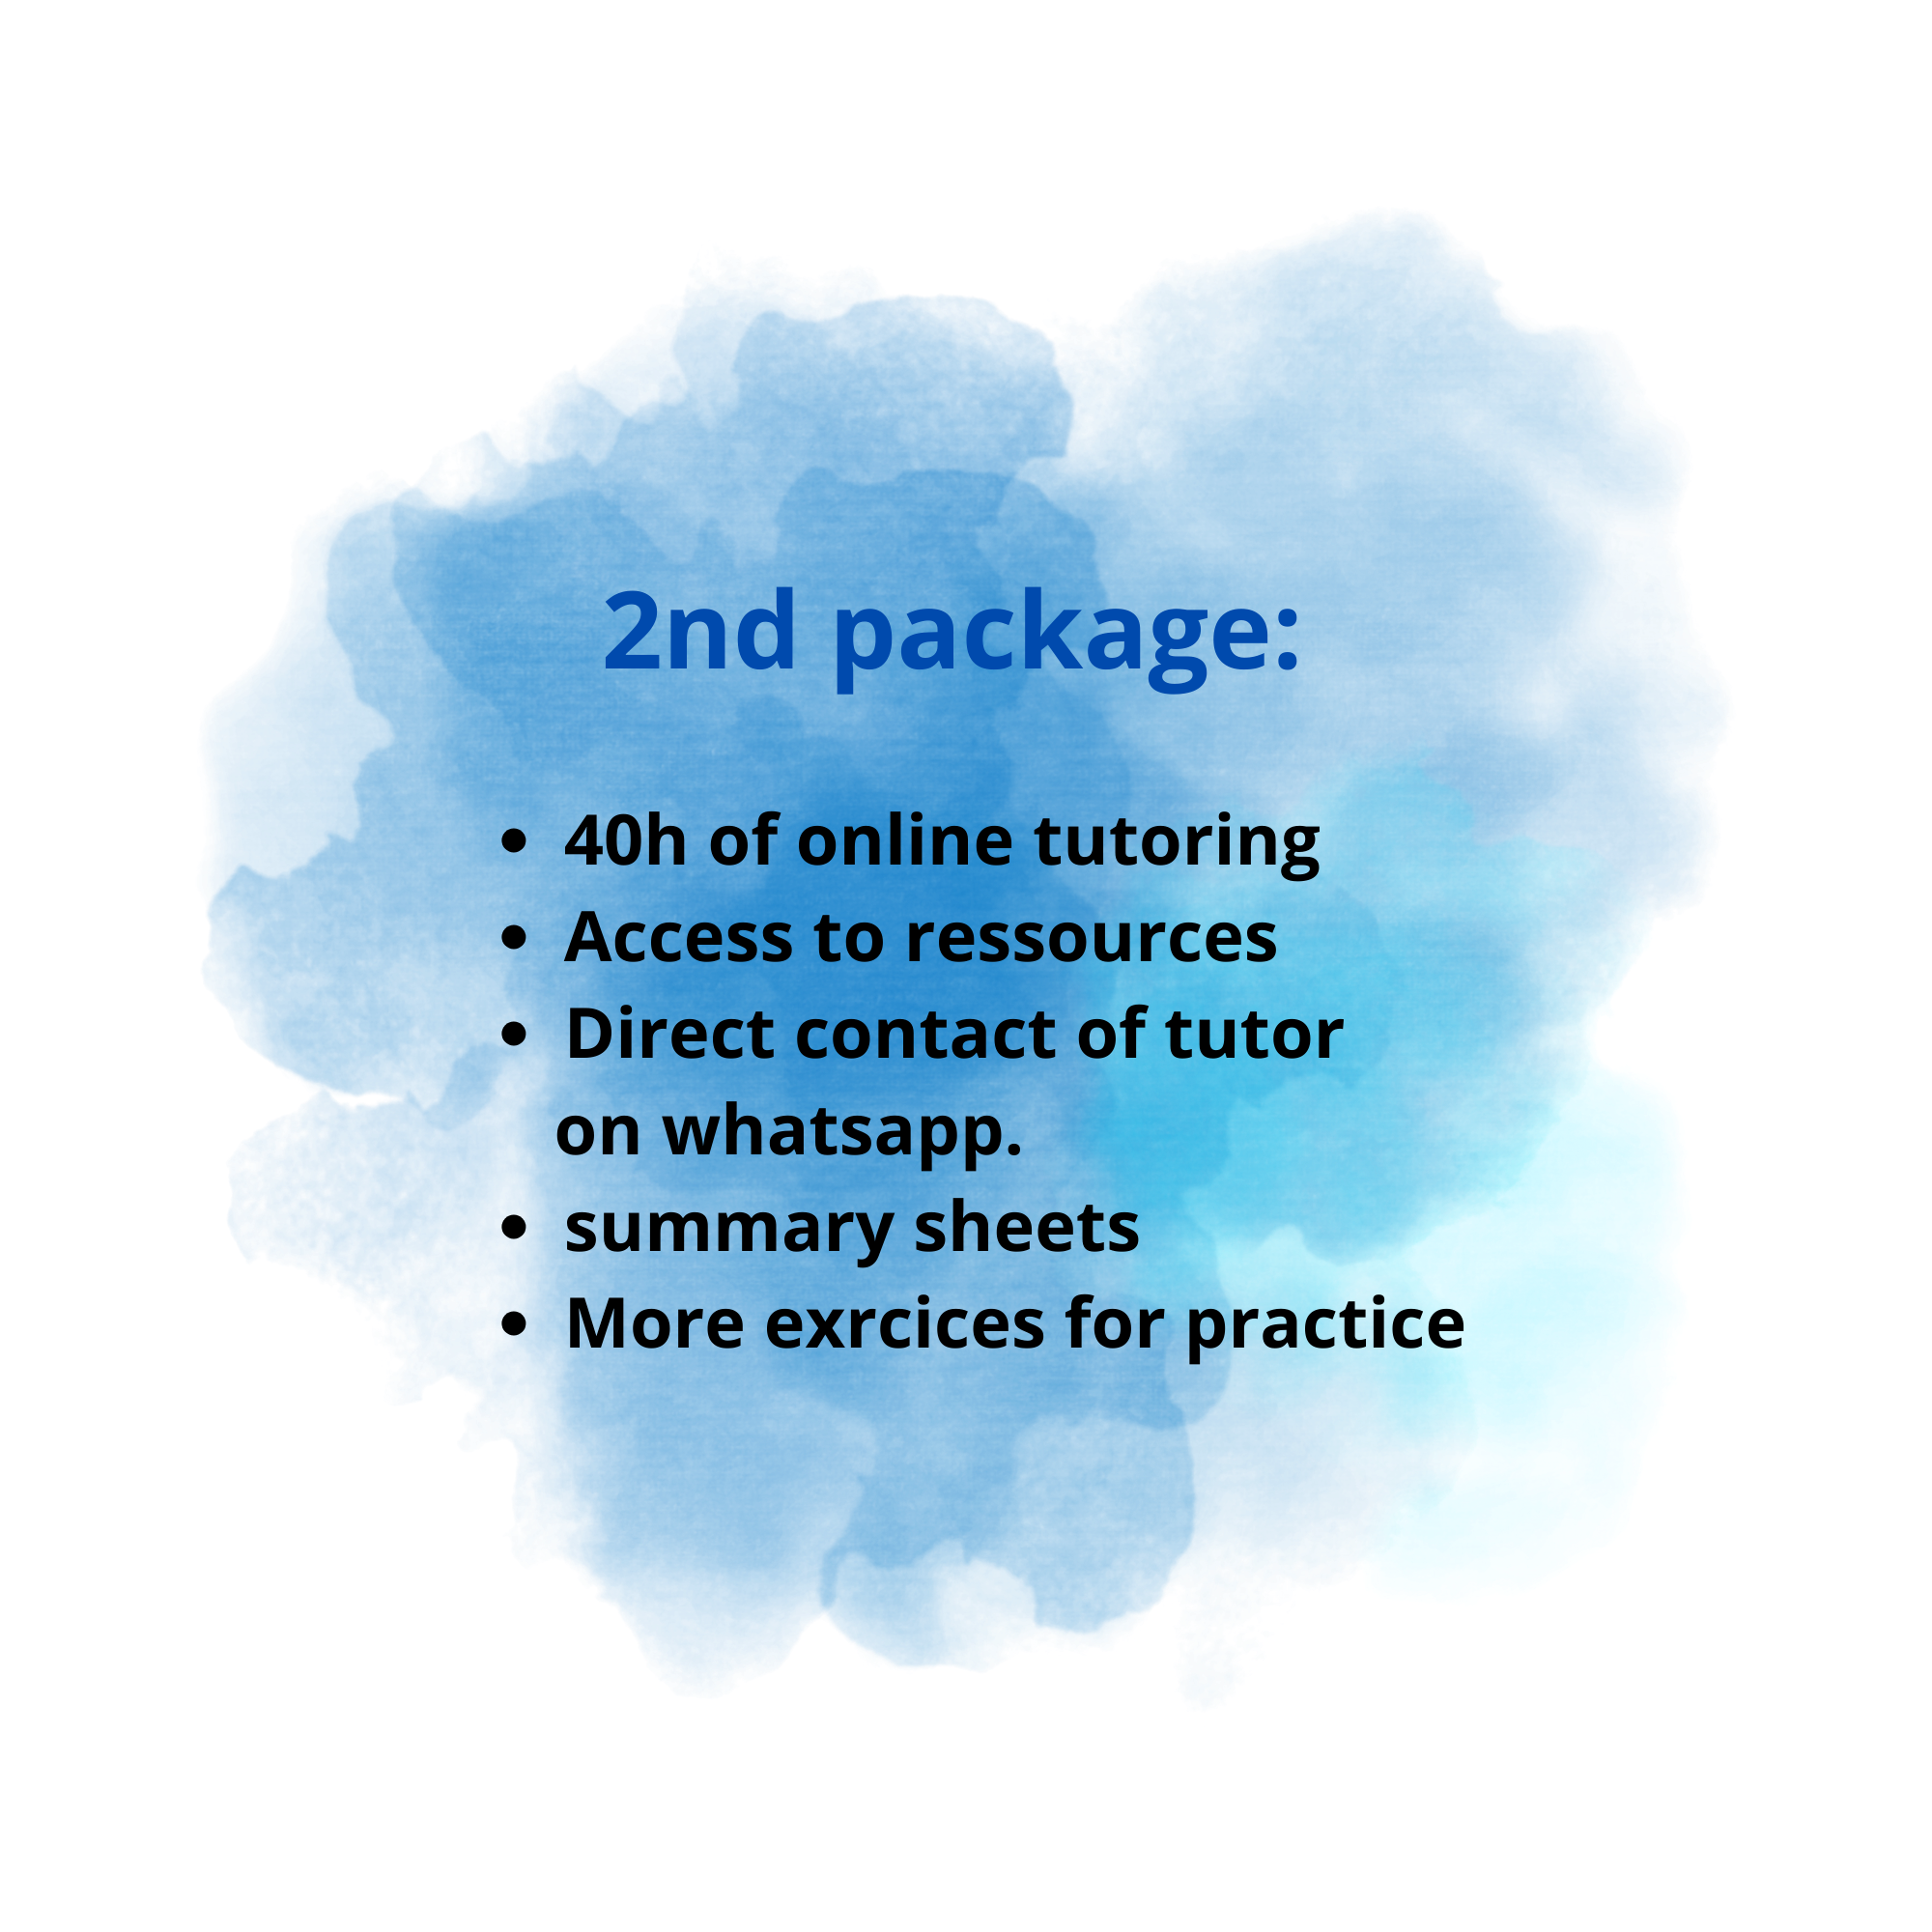 2nd package:
• 40h of online tutoring
• Access to ressources
• Direct contact of tutor
on whatsapp.
• summary sheets
• More exrcices for practice